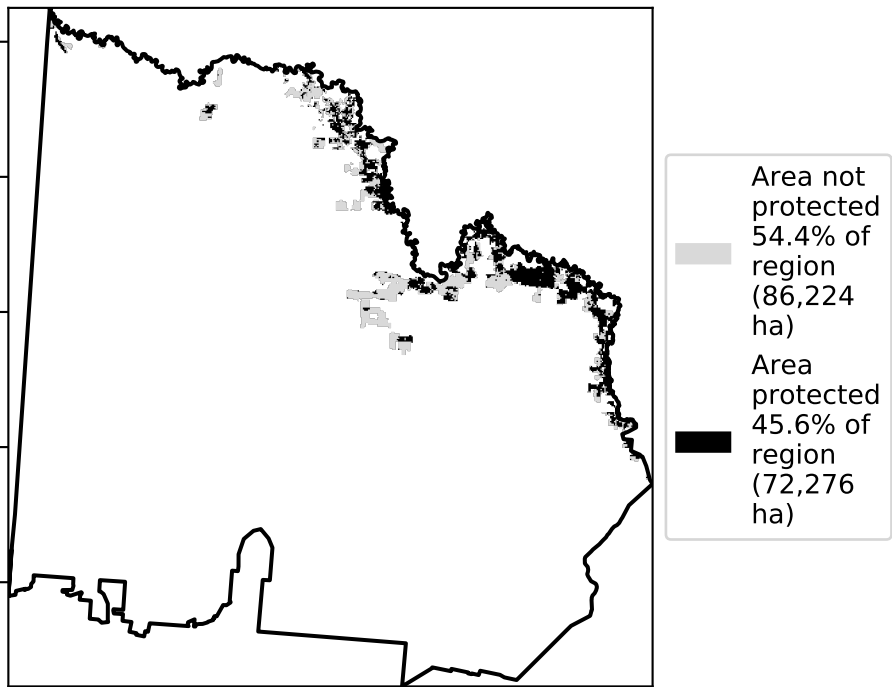 Area not
protected
54.4% of
region
(86,224
ha)
Area
protected
45.6% of
region
(72,276
ha)